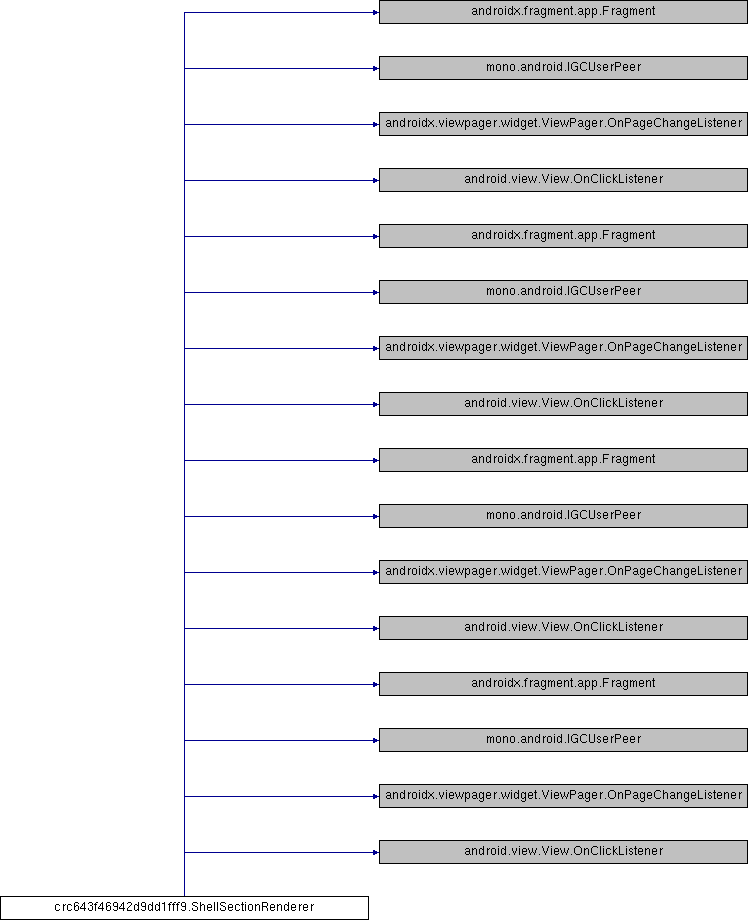 androidx.fragment.app.Fragment
mono.android.IGCUserPeer
androidx.viewpager.widget.ViewPager.OnPageChangeListener
android.view.View.OnClickListener
androidx.fragment.app.Fragment
mono.android.IGCUserPeer
androidx.viewpager.widget.ViewPager.OnPageChangeListener
android.view.View.OnClickListener
androidx.fragment.app.Fragment
mono.android.IGCUserPeer
androidx.viewpager.widget.ViewPager.OnPageChangeListener
android.view.View.OnClickListener
androidx.fragment.app.Fragment
mono.android.IGCUserPeer
androidx.viewpager.widget.ViewPager.OnPageChangeListener
android.view.View.OnClickListener
crc643f46942d9dd1fff9.ShellSectionRenderer